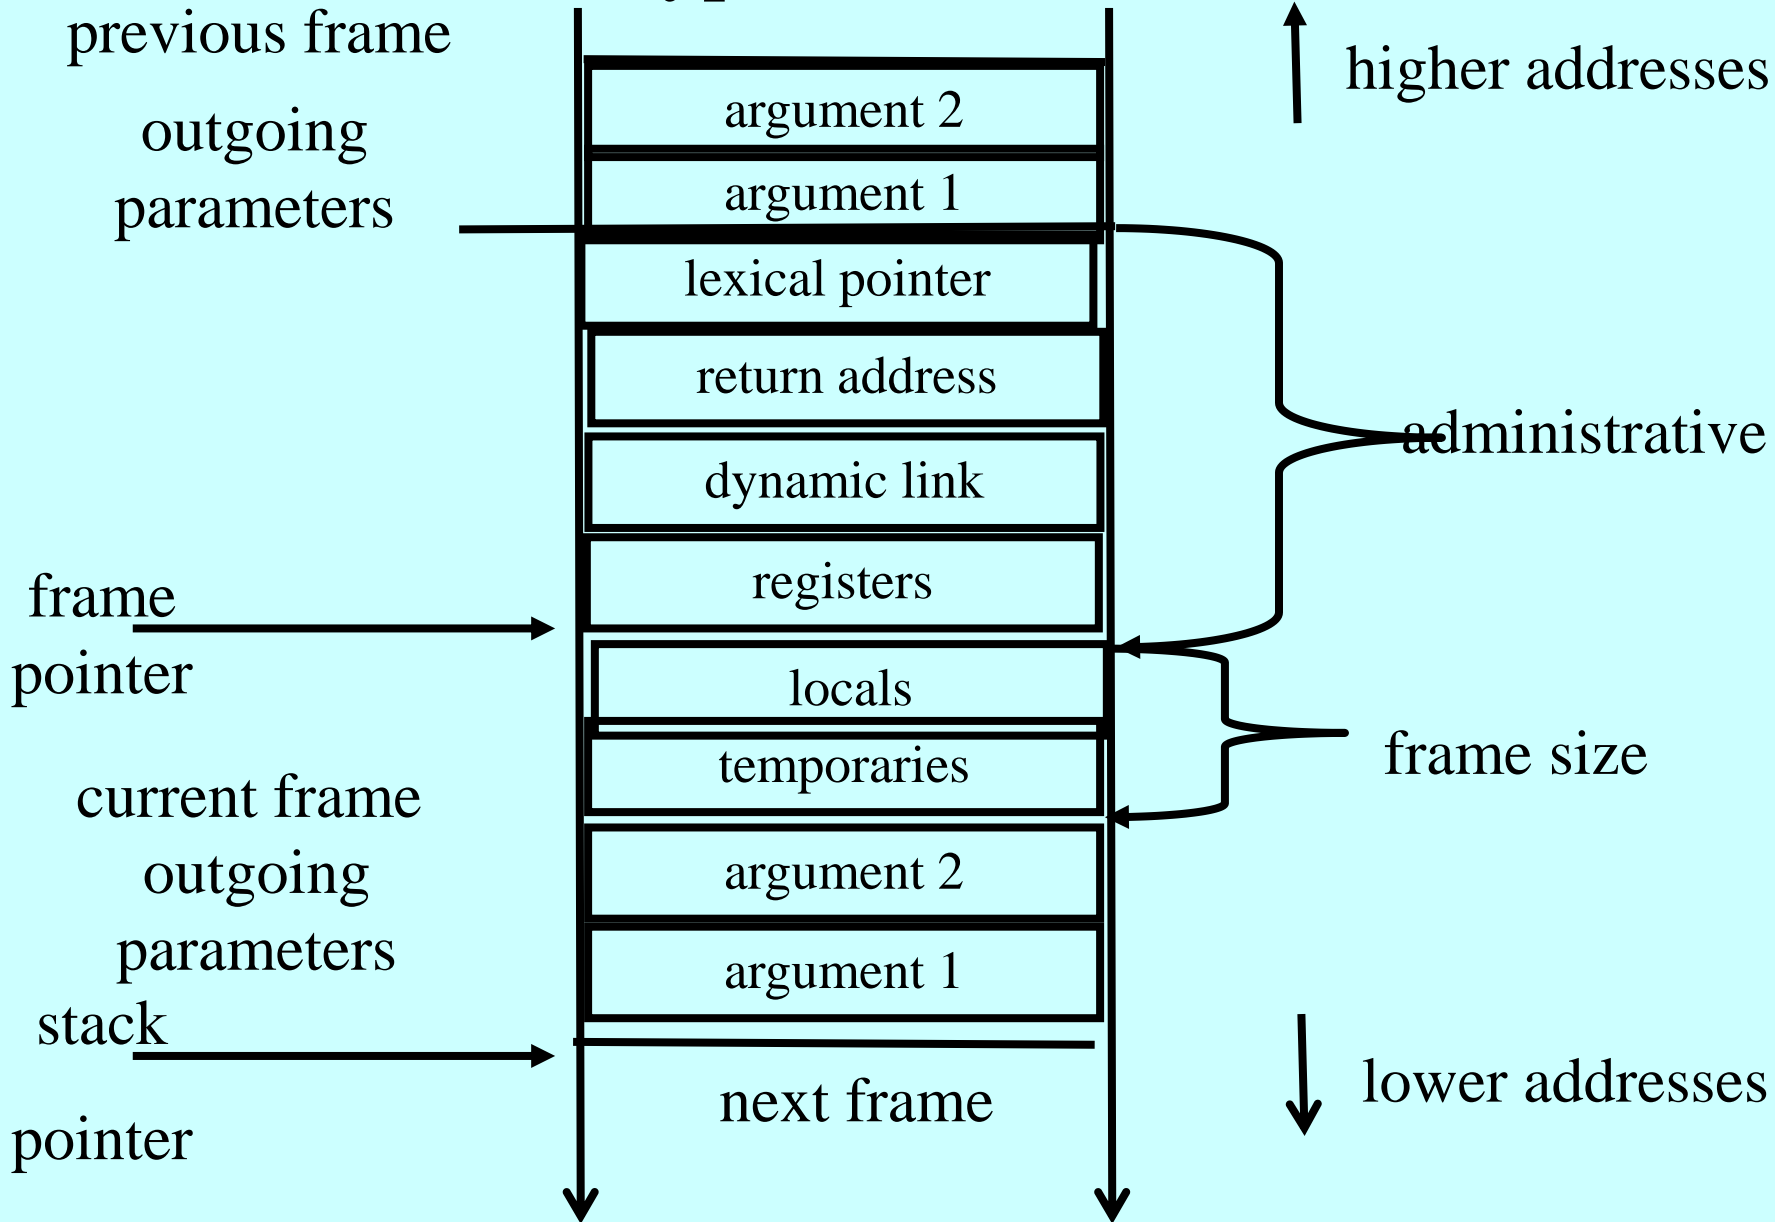 previous frame
outgoing
parameters
higher addresses
argument 2
argument 1
lexical pointer
return address
dynamic link
registers
administrative
frame
pointer
locals
temporaries
frame size
current frame
outgoing
parameters
argument 2
argument 1
stack
pointer
next frame
lower addresses